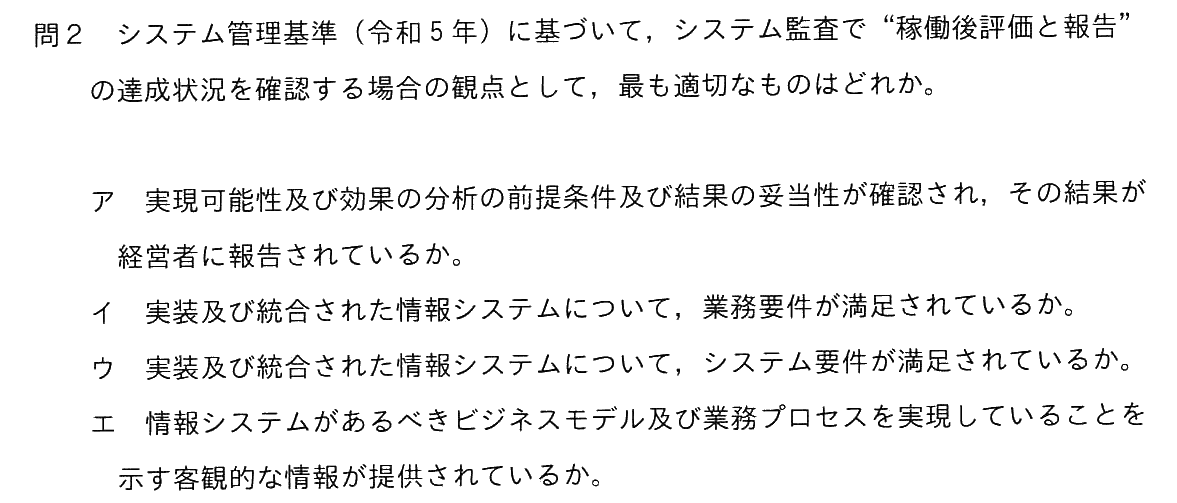 問2　システム管理基準（令和5年）に基づいて，システム監査で“稼働後評価と報告”
の達成状況を確認する場合の観点として，最も適切なものはどれか。
ア　実現可能性及び効果の分析の前提条件及び結果の妥当性が確認され，その結果が
経営者に報告されているか。
イ　実装及び統合された情報システムについて，業務要件が満足されているか。
ウ　実装及び統合された情報システムについて，システム要件が満足されているか。
エ　情報システムがあるべきビジネスモデル及び業務プロセスを実現していることを
示す客観的な情報が提供されているか。